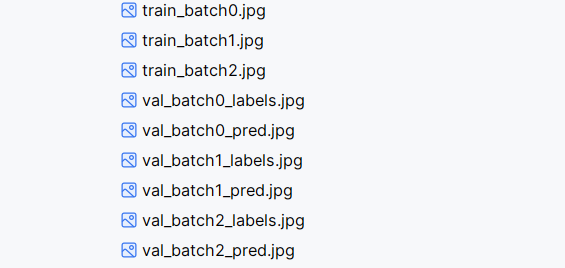 train_batch0.jpg
train_batch1.jpg
train_batch2.jpg
val_batch0_labels.jpg
val_batch0_pred.jpg
val_batch1_labels.jpg
val_batch1_pred.jpg
val_batch2_labels.jpg
val_batch2_pred.jpg